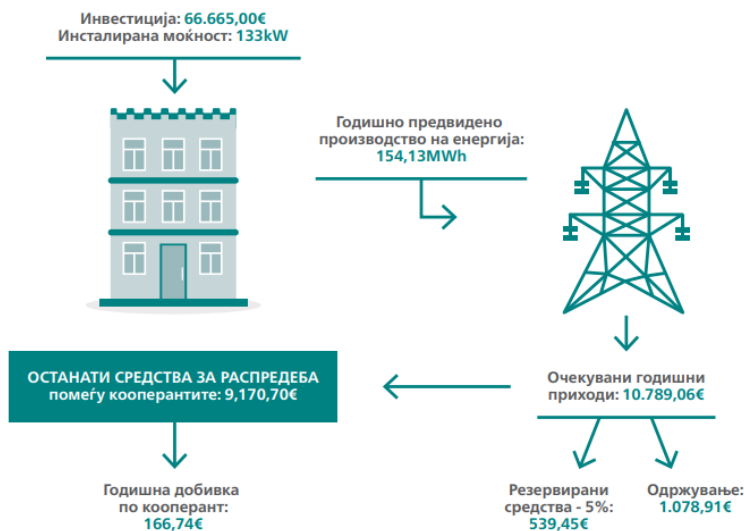 Инвестиција: 66.665,00€
Инсталирана моќност: 133kW
Годишно предвидено
производство на енергија:
154,13MWh
ОСТАНАТИ СРЕДСТВА ЗА РАСПРЕДЕБА
помеѓу кооперантите: 9,170,70€
Очекувани годишни
приходи: 10.789,06€
Годишна добивка
по кооперант:
166,74€
Резервирани
средства - 5%:
539,45€
Одржување:
1.078,91€